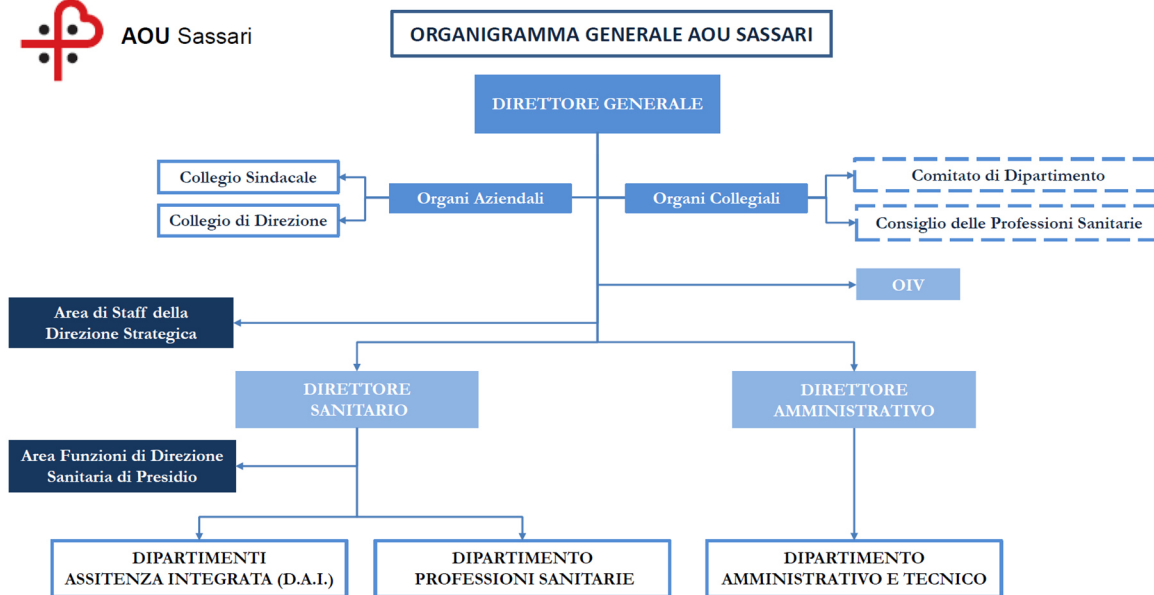 AOU Sassari
ORGANIGRAMMA GENERALE AOU SASSARI
DIRETTORE GENERALE
Collegio Sindacale
Collegio di Direzione
Organi Aziendali
Organi Collegiali
Comitato di Dipartimento
Consiglio delle Professioni Sanitarie
OIV
Area di Staff della
Direzione Strategica
DIRETTORE
SANITARIO
DIRETTORE
AMMINISTRATIVO
Area Funzioni di Direzione
Sanitaria di Presidio
DIPARTIMENTI
ASSITENZA INTEGRATA (D.A.I.)
DIPARTIMENTO
PROFESSIONI SANITARIE
DIPARTIMENTO
AMMINISTRATIVO E TECNICO